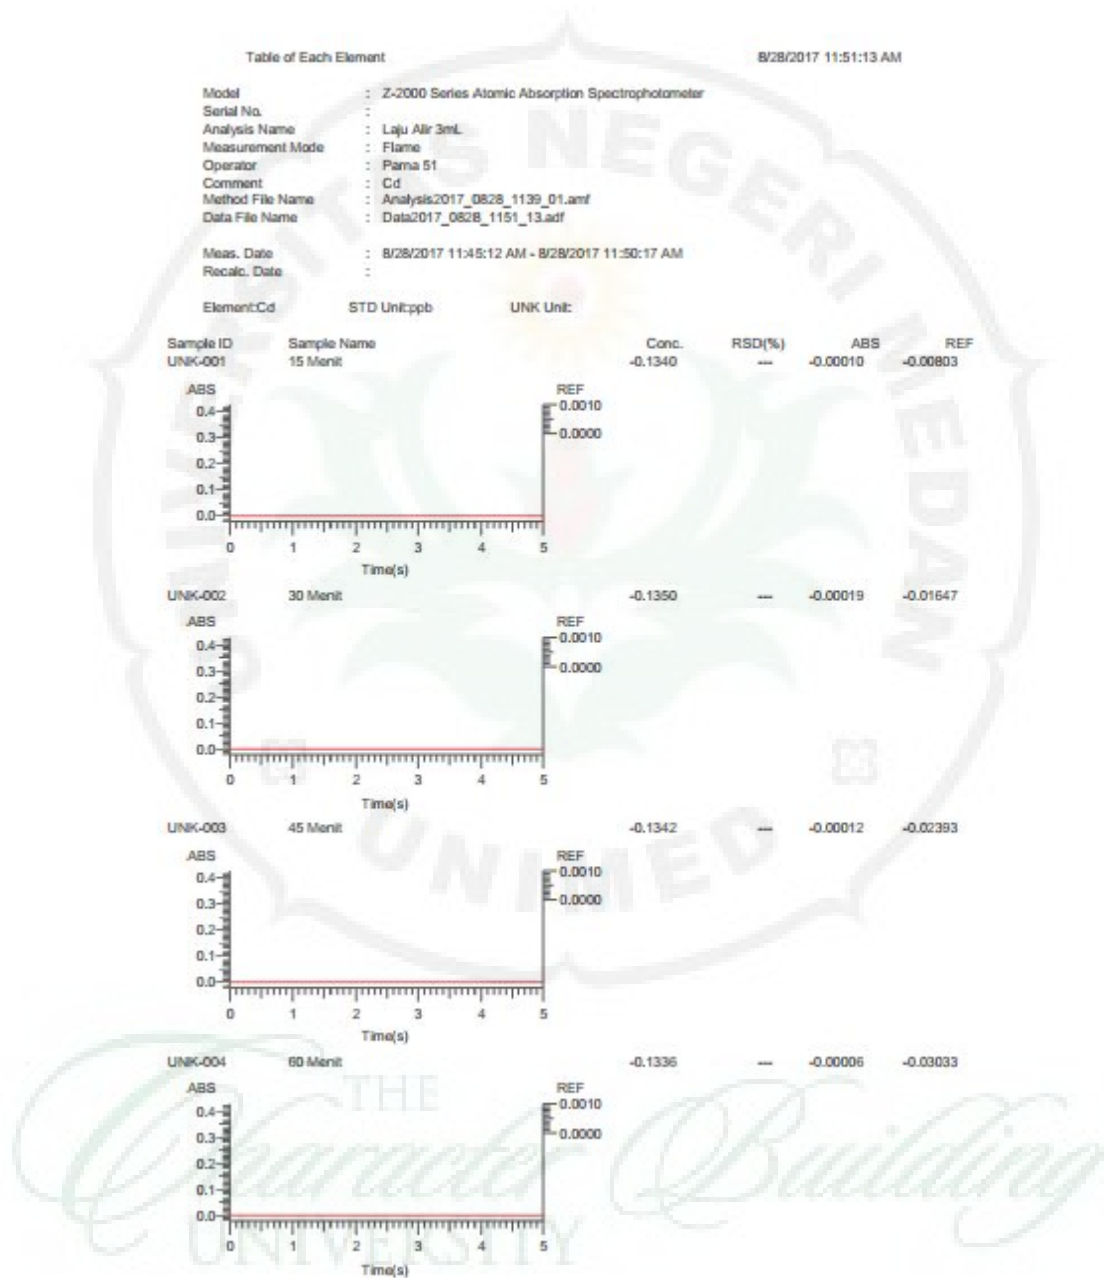 Table of Each Element 8/28/2017 11:51:13 AM
Model : Z-2000 Series Atomic Absorption Spectrophotometer
Serial No. :
Analysis Name : Laju Alir 3mL
Measurement Mode : Flame
Operator : Parna 51
Comment : Cd
Method File Name : Analysis2017_0828_1139_01.amf
Data File Name : Data2017_0828_1151_13.adf
Meas. Date : 8/28/2017 11:45:12 AM - 8/28/2017 11:50:17 AM
Recalc. Date :
Element:Cd STD Unit:ppb UNK Unit:
Sample ID Sample Name Conc. RSD(%) ABS REF
UNK-001 15 Menit -0.1340 --- -0.00010 -0.00803
ABS REF
0.4 0.0010
0.3 0.0000
0.2
0.1
0.0
0 1 2 3 4 5
Time(s)
UNK-002 30 Menit -0.1350 --- -0.00019 -0.01647
ABS REF
0.4 0.0010
0.3 0.0000
0.2
0.1
0.0
0 1 2 3 4 5
Time(s)
UNK-003 45 Menit -0.1342 --- -0.00012 -0.02393
ABS REF
0.4 0.0010
0.3 0.0000
0.2
0.1
0.0
0 1 2 3 4 5
Time(s)
UNK-004 60 Menit -0.1336 --- -0.00006 -0.03033
ABS REF
0.4 0.0010
0.3 0.0000
0.2
0.1
0.0
0 1 2 3 4 5
Time(s)
UNIVERSITAS NEGERI MEDAN
UNIMED
THE
Character Building
UNIVERSITY